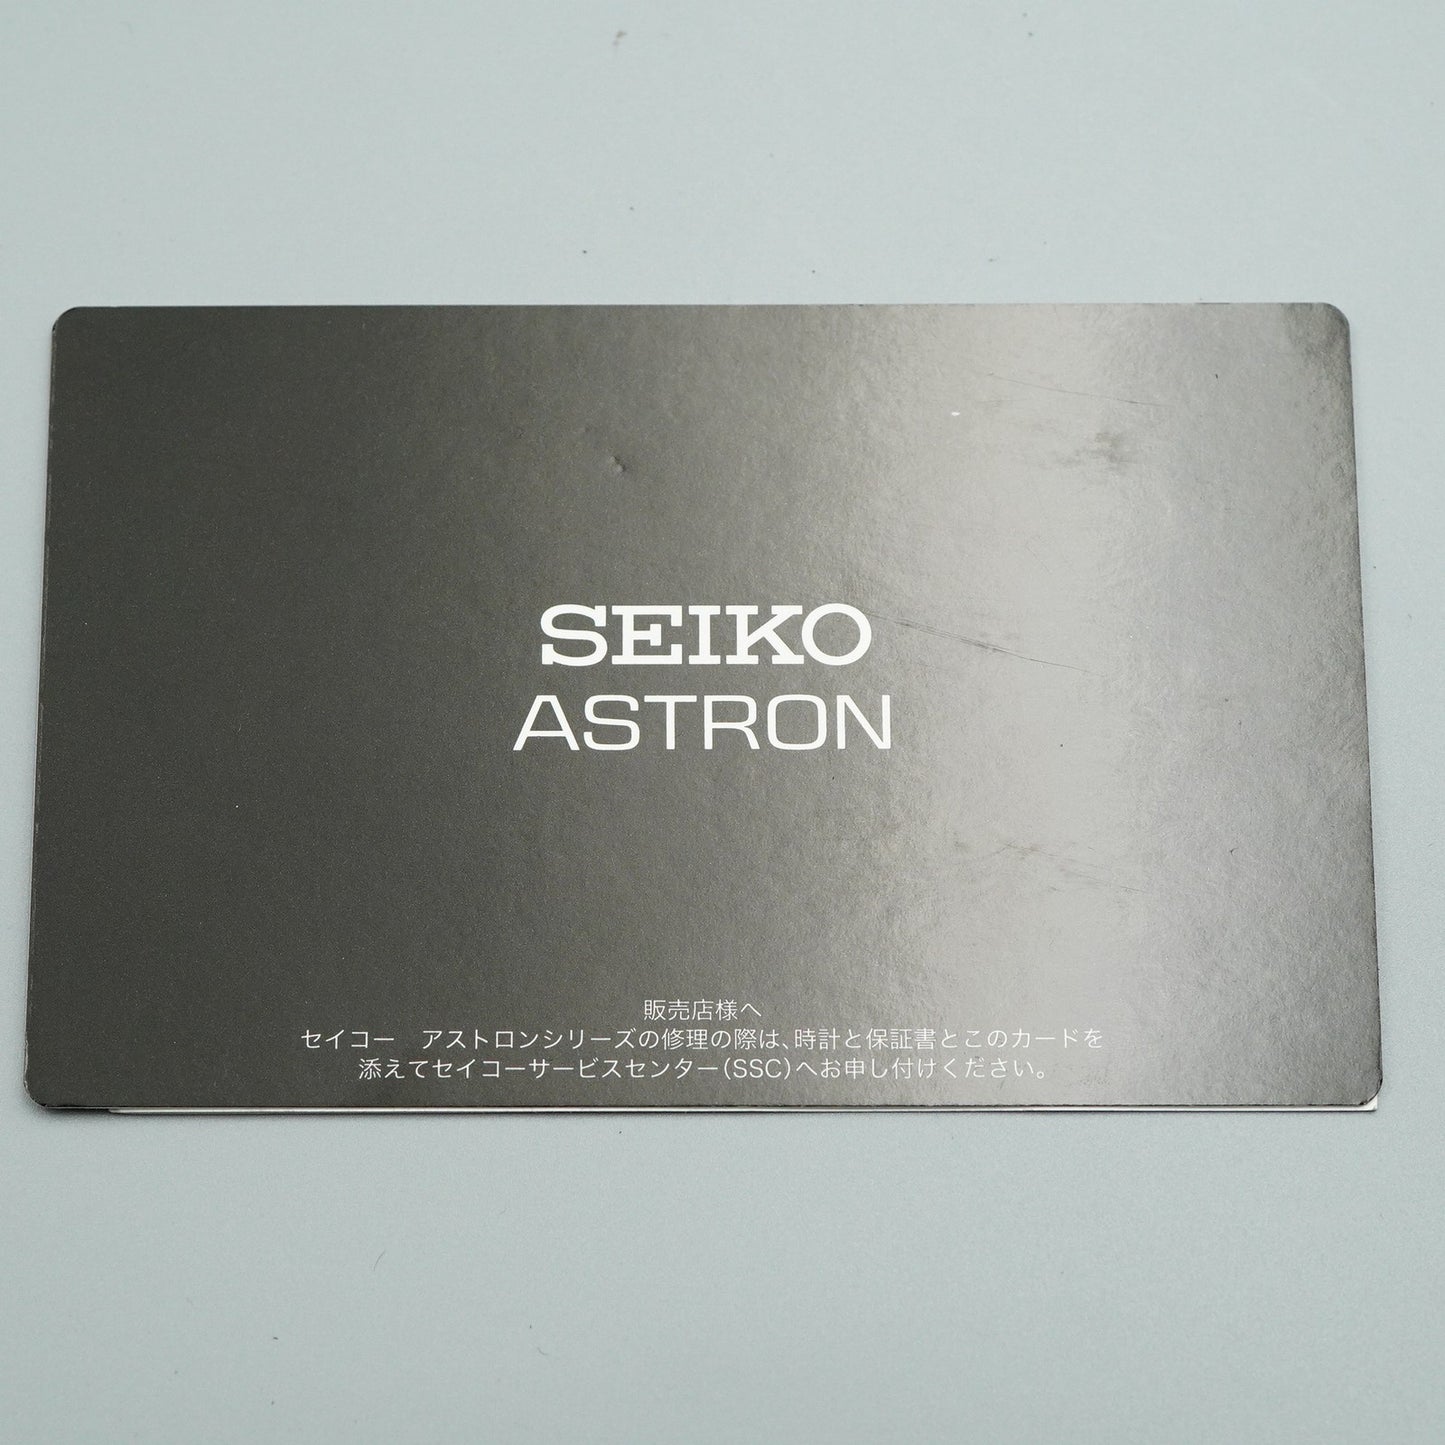 SEIKO
ASTRON
販売店様へ
セイコー　アストロンシリーズの修理の際は、時計と保証書とこのカードを
添えてセイコーサービスセンター(SSC)へお申し付けください。